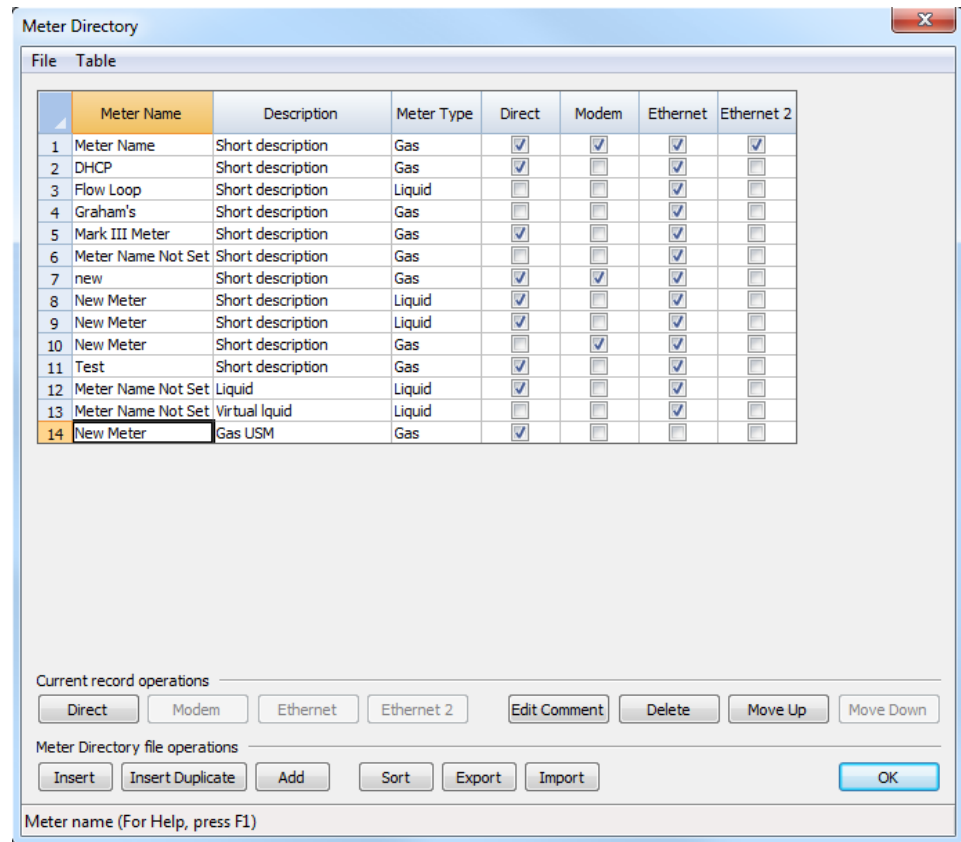 Meter Directory
File Table
Meter Name Description Meter Type Direct Modem Ethernet Ethernet 2
1 Meter Name Short description Gas
2 DHCP Short description Gas
3 Flow Loop Short description Liquid
4 Graham's Short description Gas
5 Mark III Meter Short description Gas
6 Meter Name Not Set Short description Gas
7 new Short description Gas
8 New Meter Short description Liquid
9 New Meter Short description Liquid
10 New Meter Short description Gas
11 Test Short description Gas
12 Meter Name Not Set Liquid Liquid
13 Meter Name Not Set Virtual lquid Liquid
14 New Meter Gas USM Gas
Current record operations
Direct Modem Ethernet Ethernet 2 Edit Comment Delete Move Up Move Down
Meter Directory file operations
Insert Insert Duplicate Add Sort Export Import OK
Meter name (For Help, press F1)